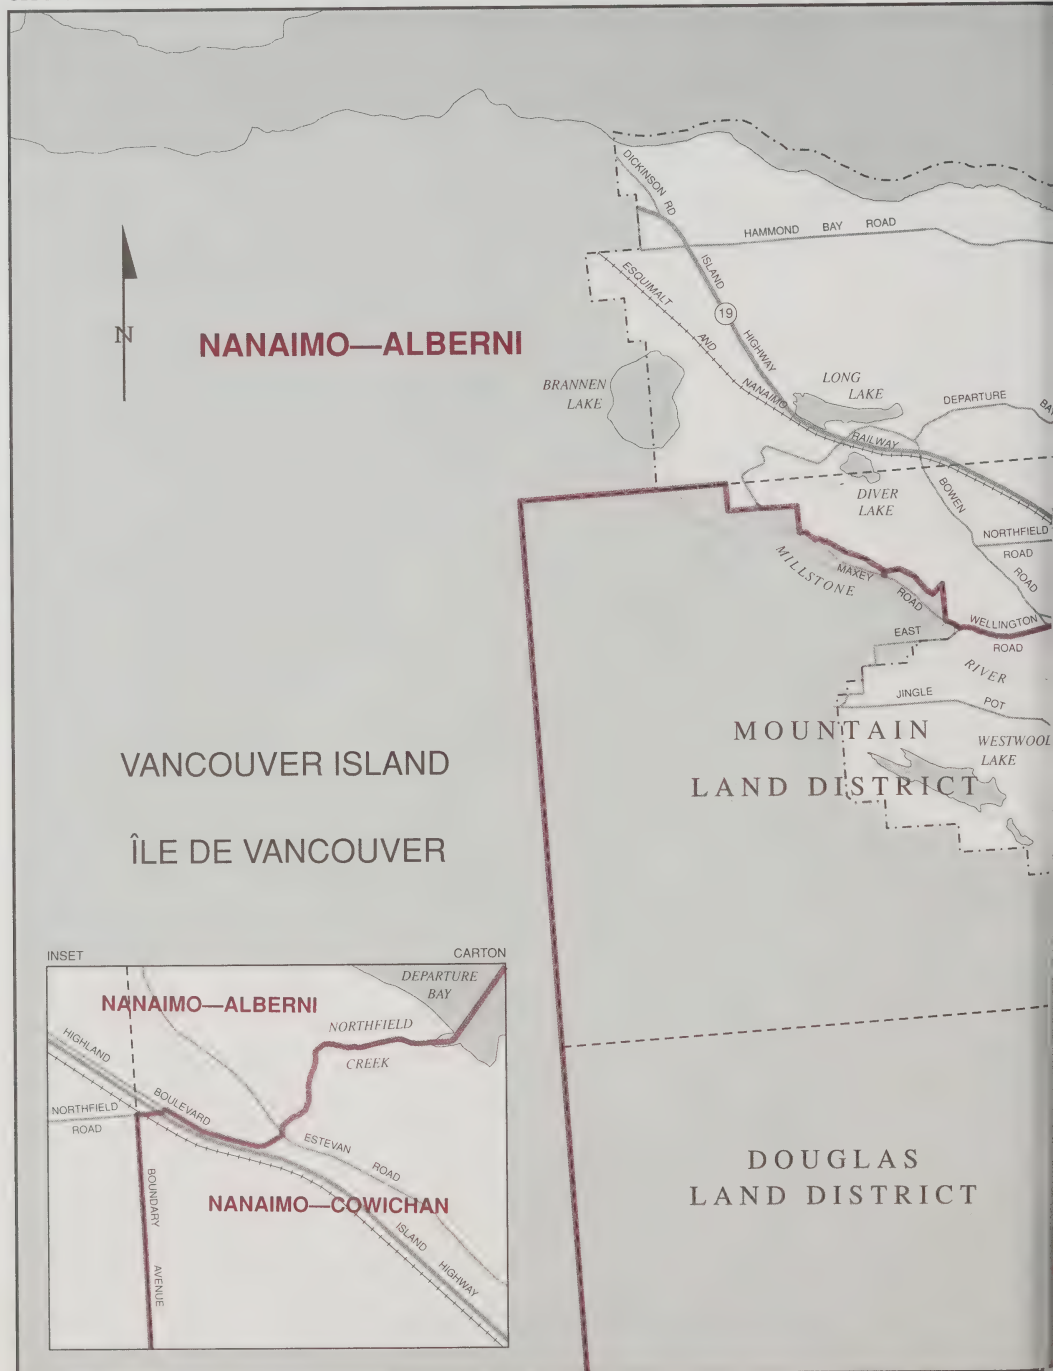 DICKINSON RD
HAMMOND BAY ROAD
ISLAND HIGHWAY
19
ESQUIMALT AND NANAIMO RAILWAY
N
NANAIMO—ALBERNI
BRANNEN
LAKE
LONG
LAKE
DEPARTURE
DIVER
LAKE
BOWEN ROAD
NORTHFIELD
ROAD
MILLSTONE
MAXEY ROAD
WELLINGTON
ROAD
EAST
RIVER
JINGLE POT
MOUNTAIN
LAND DISTRICT
LAKE
VANCOUVER ISLAND
ÎLE DE VANCOUVER
INSET
CARTON
DEPARTURE
BAY
NANAIMO—ALBERNI
NORTHFIELD
CREEK
HIGHLAND
BOULEVARD
NORTHFIELD
ROAD
ESTEVAN ROAD
BOUNDARY AVENUE
NANAIMO—COWICHAN
ISLAND HIGHWAY
DOUGLAS
LAND DISTRICT